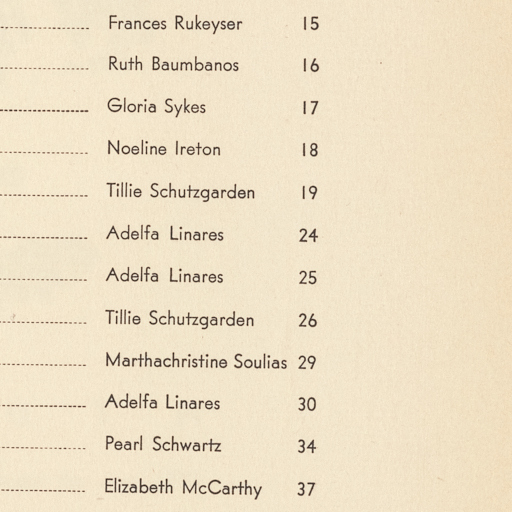 Frances Rukeyser 15
Ruth Baumbanos 16
Gloria Sykes 17
Noeline Ireton 18
Tillie Schutzgarden 19
Adelfa Linares 24
Adelfa Linares 25
Tillie Schutzgarden 26
Marthachristine Soulias 29
Adelfa Linares 30
Pearl Schwartz 34
Elizabeth McCarthy 37